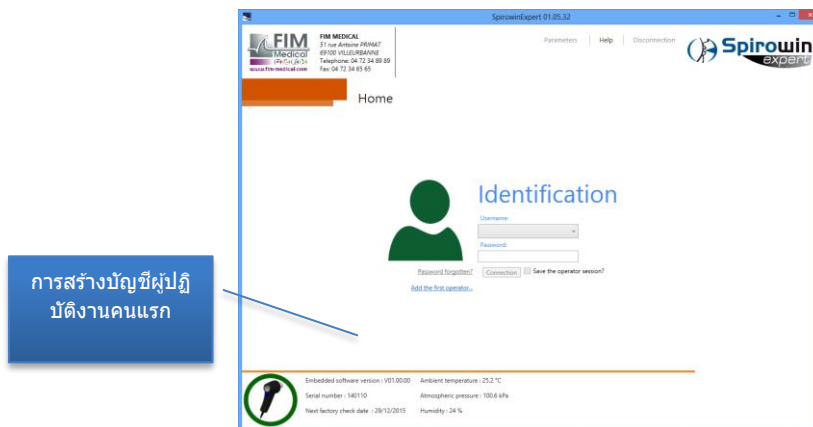 SpirowinExpert 01.05.32
FIM
Medical
www.fim-medical.com
FIM MEDICAL
51 rue Antoine PRIMAT
69100 VILLEURBANNE
Telephone: 04 72 34 89 89
Fax: 04 72 34 65 65
Parameters Help Disconnection
Spirowin
expert
Home
Identification
Username:
Password:
Password forgotten? Connection Save the operator session?
Add the first operator...
การสร้างบัญชีผู้ปฏิ
บัติงานคนแรก
Embedded software version : V01.00.00 Ambient temperature : 25.2 °C
Serial number : 140110 Atmospheric pressure : 100.6 kPa
Next factory check date : 29/12/2015 Humidity : 24 %